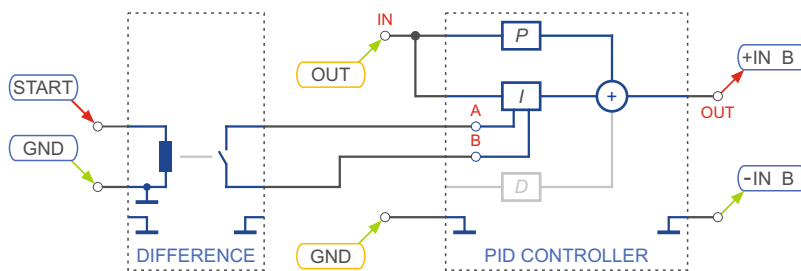 IN
P
+IN B
OUT
START
I
+
A
OUT
GND
B
-IN B
D
GND
DIFFERENCE
PID CONTROLLER